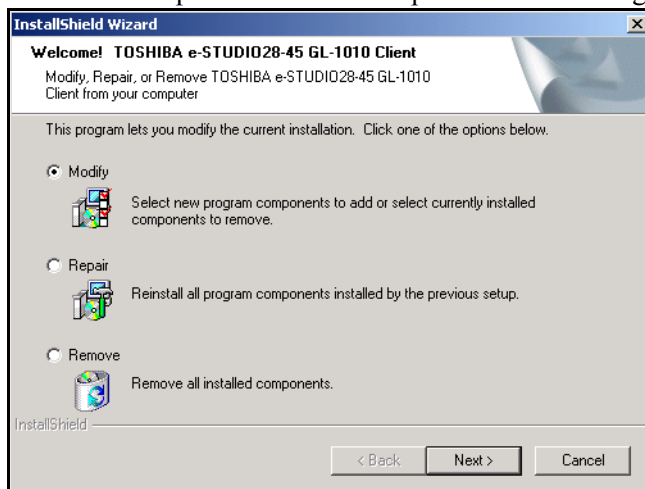 InstallShield Wizard
Welcome! TOSHIBA e-STUDIO28-45 GL-1010 Client
Modify, Repair, or Remove TOSHIBA e-STUDIO28-45 GL-1010
Client from your computer
This program lets you modify the current installation. Click one of the options below.
Modify
Select new program components to add or select currently installed
components to remove.
Repair
Reinstall all program components installed by the previous setup.
Remove
Remove all installed components.
InstallShield
< Back Next > Cancel